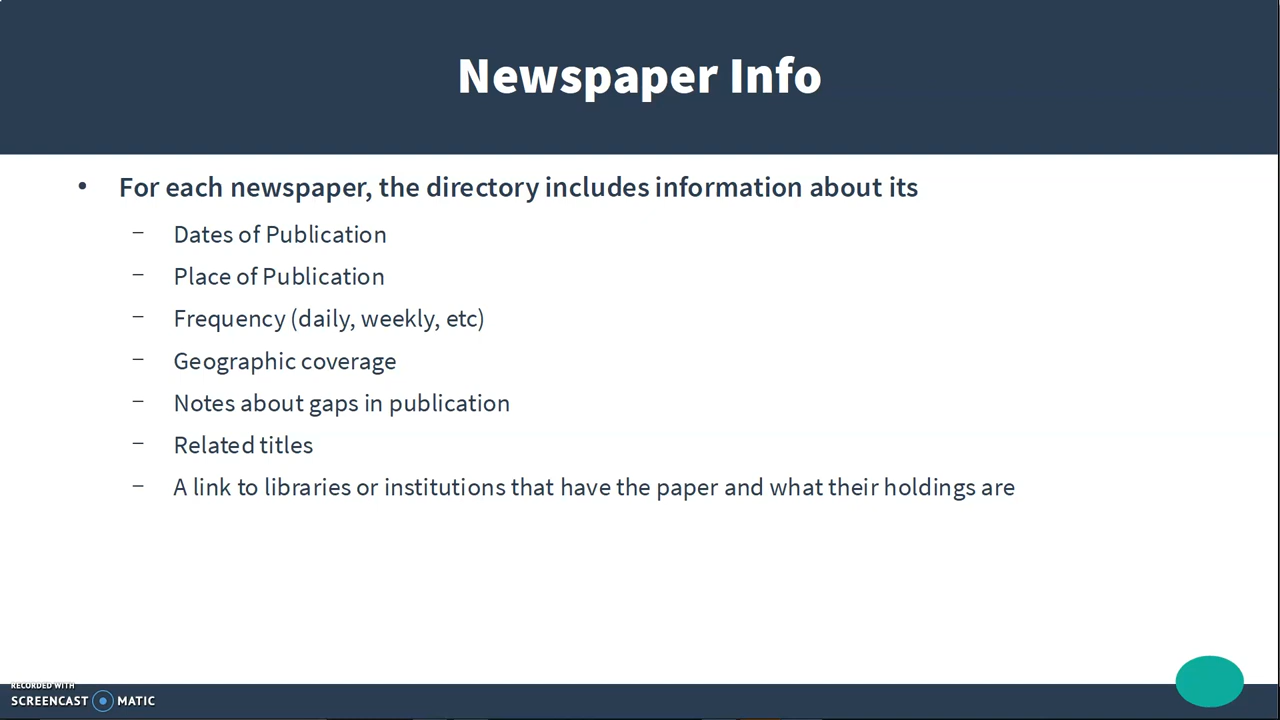 Newspaper Info
• For each newspaper, the directory includes information about its
– Dates of Publication
– Place of Publication
– Frequency (daily, weekly, etc)
– Geographic coverage
– Notes about gaps in publication
– Related titles
– A link to libraries or institutions that have the paper and what their holdings are
RECORDED WITH
SCREENCAST MATIC